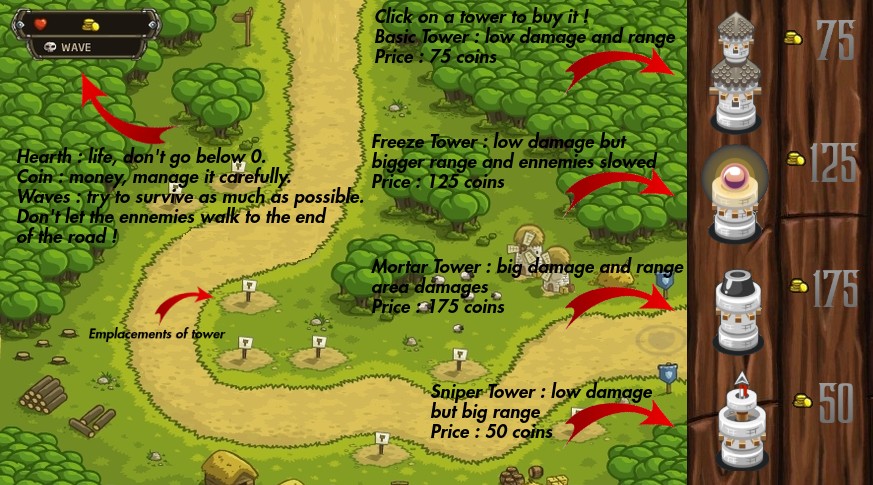 WAVE
Hearth : life, don't go below 0.
Coin : money, manage it carefully.
Waves : try to survive as much as possible.
Don't let the ennemies walk to the end
of the road !
Emplacements of tower
Click on a tower to buy it !
Basic Tower : low damage and range
Price : 75 coins
Freeze Tower : low damage but
bigger range and ennemies slowed
Price : 125 coins
Mortar Tower : big damage and range
area damages
Price : 175 coins
Sniper Tower : low damage
but big range
Price : 50 coins
75
125
175
50